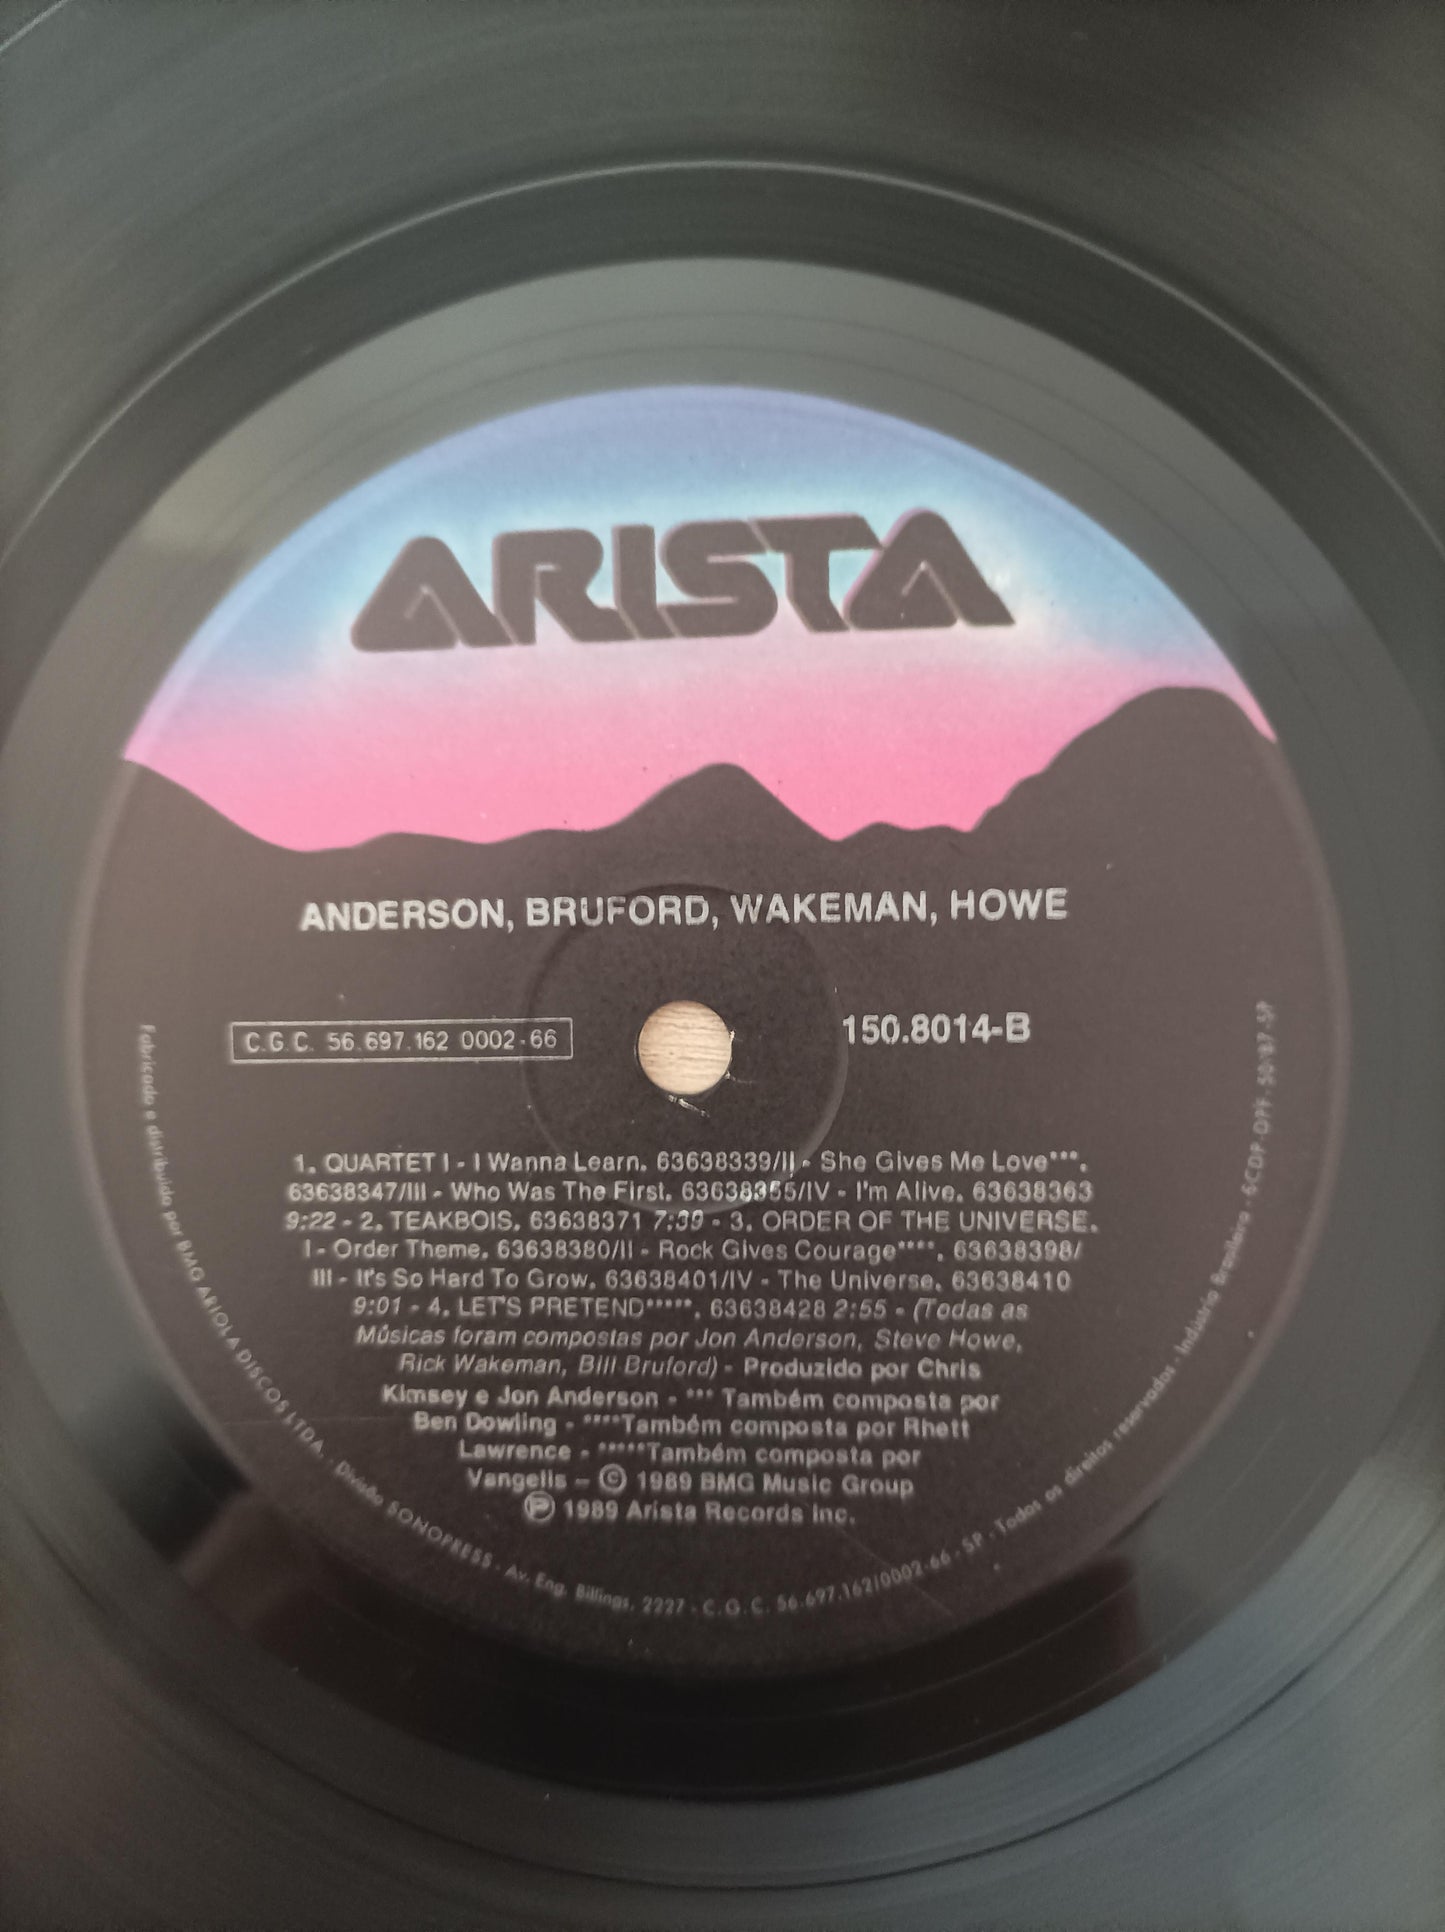 ARISTA
ANDERSON, BRUFORD, WAKEMAN, HOWE
C.G.C. 56.697.162 0002-66
150.8014-B
1. QUARTET I - I Wanna Learn. 63638339/II - She Gives Me Love***.
63638347/III - Who Was The First. 63638355/IV - I'm Alive. 63638363
9:22 - 2. TEAKBOIS. 63638371 7:39 - 3. ORDER OF THE UNIVERSE.
I - Order Theme. 63638380/II - Rock Gives Courage****. 63638398/
III - It's So Hard To Grow. 63638401/IV - The Universe. 63638410
9:01 - 4. LET'S PRETEND*****. 63638428 2:55 - (Todas as
Músicas foram compostas por Jon Anderson, Steve Howe,
Rick Wakeman, Bill Bruford) - Produzido por Chris
Kimsey e Jon Anderson - *** Também composta por
Ben Dowling - ****Também composta por Rhett
Lawrence - *****Também composta por
Vangelis – © 1989 BMG Music Group
℗ 1989 Arista Records Inc.
Fabricado e distribuído por BMG ARIOLA DISCOS LTDA. - Divisão SONOPRESS - Av. Eng. Billings, 2227 - C.G.C. 56.697.162/0002-66 - SP - Todos os direitos reservados - Indústria Brasileira - SCDP-DPF-50/87-SP